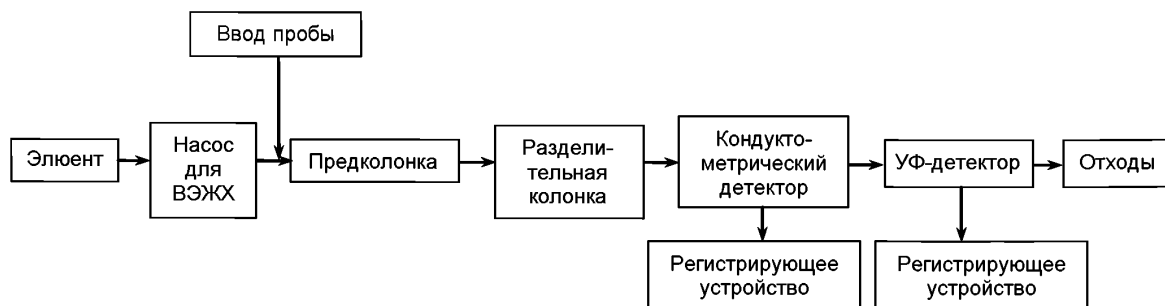 Ввод пробы
Элюент
Насос
для
ВЭЖХ
Предколонка
Раздели-
тельная
колонка
Кондукто-
метрический
детектор
УФ-детектор
Отходы
Регистрирующее
устройство
Регистрирующее
устройство